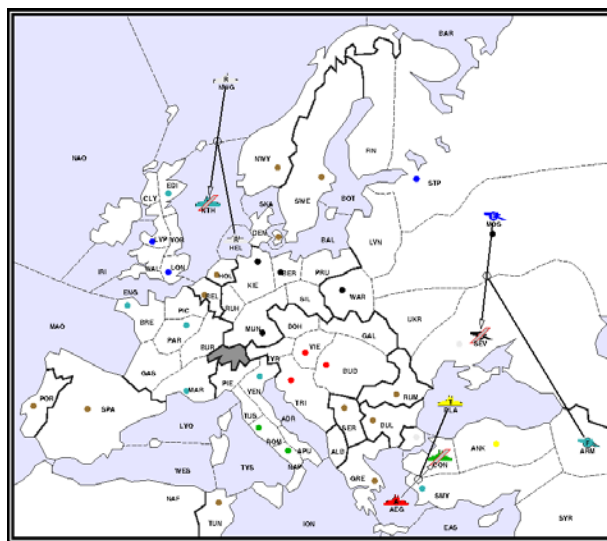 BAR
NWG
NAO
FIN
NWY
EDI
STP
CLY
NTH
SWE
BOT
SKA
MOS
LVP YOR
DEN
HEL
BAL
LVN
IRI
WAL LON
HOL
KIE
BER PRU
ENG
BEL
WAR
RUH
SIL
PIC
UKR
MAO
BRE
BOH
MUN
GAL
PAR
SEV
BUR
VIE
TYR
BUD
GAS
MAR
PIE
VEN
TRI
RUM
BLA
POR
SPA
TUS
ADR
SER
BUL
LYO
ROM
ANK
ARM
APU
ALB
CON
WES
TYS
NAP
GRE
SMY
NAF
AEG
TUN
ION
EAS
SYR